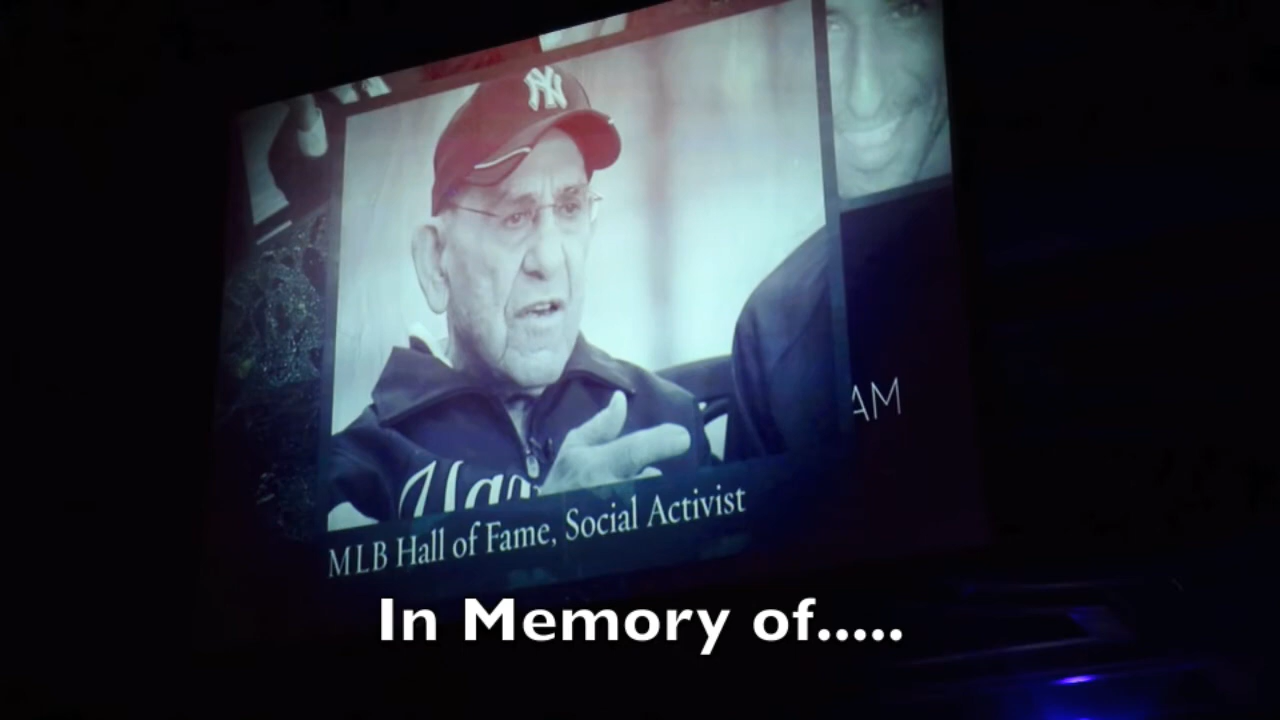 NY
AM
MLB Hall of Fame, Social Activist
In Memory of.....